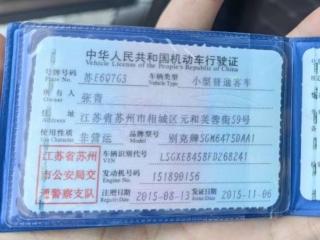 中华人民共和国机动车行驶证
Vehicle License of the People's Republic of China
号牌号码 苏E6Q7G3 车辆类型 小型普通客车
Plate No. Vehicle Type
所有人 张青
Owner
住址 江苏省苏州市相城区元和芙蓉街59号
Address
使用性质 非营运 品牌型号 别克牌SGM6475DAA1
Use Character Model
江苏省苏州
市公安局交
通警察支队
车辆识别代号 LSGXE8458FD268241
VIN
发动机号码 151890156
Engine No.
注册日期 2015-08-13 发证日期 2015-11-06
Register Date Issue Date